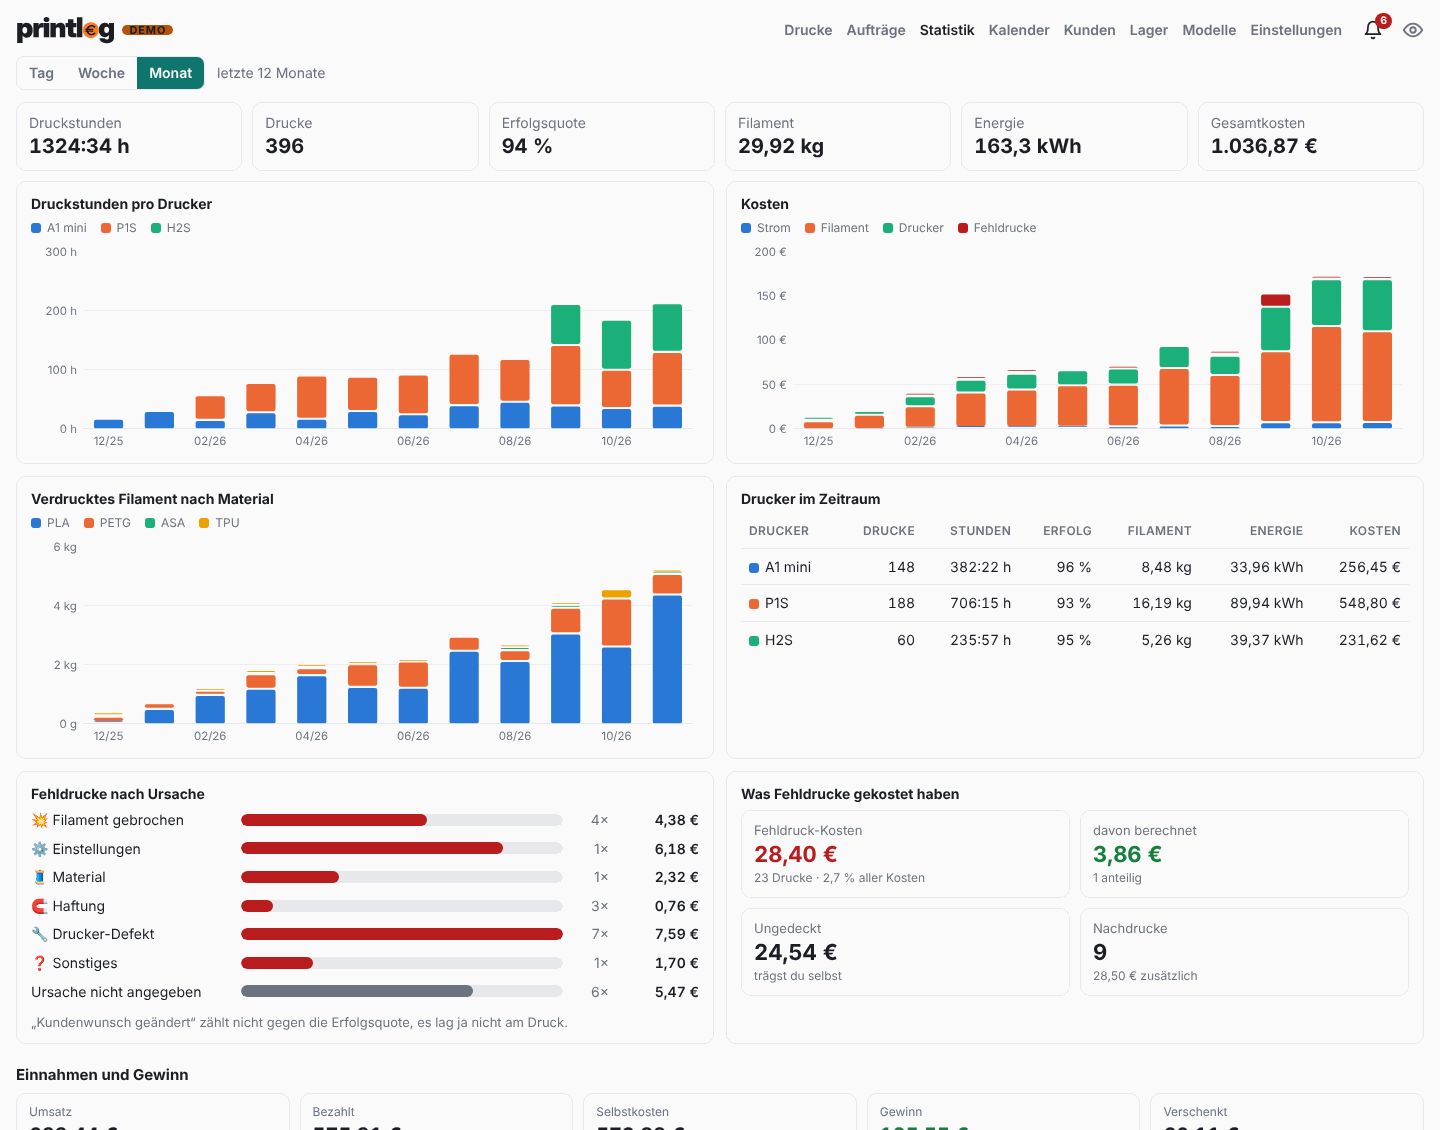 printl€g DEMO
Drucke Aufträge Statistik Kalender Kunden Lager Modelle Einstellungen 6
Tag Woche Monat letzte 12 Monate
Druckstunden
1324:34 h
Drucke
396
Erfolgsquote
94 %
Filament
29,92 kg
Energie
163,3 kWh
Gesamtkosten
1.036,87 €
Druckstunden pro Drucker
A1 mini P1S H2S
300 h
200 h
100 h
0 h
12/25 02/26 04/26 06/26 08/26 10/26
Kosten
Strom Filament Drucker Fehldrucke
200 €
150 €
100 €
50 €
0 €
12/25 02/26 04/26 06/26 08/26 10/26
Verdrucktes Filament nach Material
PLA PETG ASA TPU
6 kg
4 kg
2 kg
0 g
12/25 02/26 04/26 06/26 08/26 10/26
Drucker im Zeitraum
DRUCKER DRUCKE STUNDEN ERFOLG FILAMENT ENERGIE KOSTEN
A1 mini 148 382:22 h 96 % 8,48 kg 33,96 kWh 256,45 €
P1S 188 706:15 h 93 % 16,19 kg 89,94 kWh 548,80 €
H2S 60 235:57 h 95 % 5,26 kg 39,37 kWh 231,62 €
Fehldrucke nach Ursache
Filament gebrochen 4× 4,38 €
Einstellungen 1× 6,18 €
Material 1× 2,32 €
Haftung 3× 0,76 €
Drucker-Defekt 7× 7,59 €
❓ Sonstiges 1× 1,70 €
Ursache nicht angegeben 6× 5,47 €
„Kundenwunsch geändert“ zählt nicht gegen die Erfolgsquote, es lag ja nicht am Druck.
Was Fehldrucke gekostet haben
Fehldruck-Kosten
28,40 €
23 Drucke · 2,7 % aller Kosten
davon berechnet
3,86 €
1 anteilig
Ungedeckt
24,54 €
trägst du selbst
Nachdrucke
9
28,50 € zusätzlich
Einnahmen und Gewinn
Umsatz
Bezahlt
Selbstkosten
Gewinn
Verschenkt